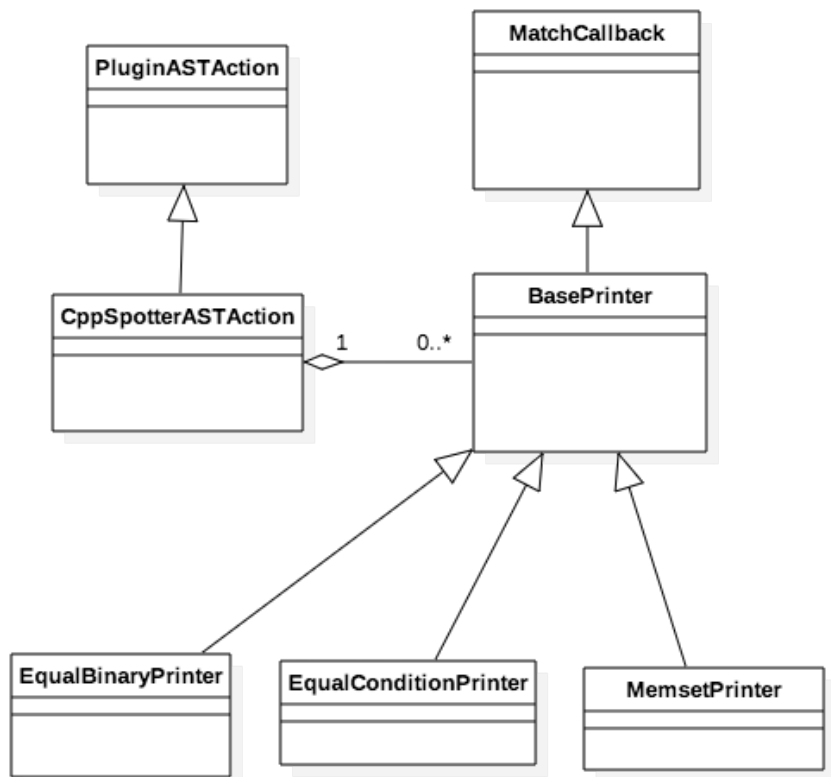 MatchCallback
PluginASTAction
BasePrinter
CppSpotterASTAction
1
0..*
EqualBinaryPrinter
EqualConditionPrinter
MemsetPrinter